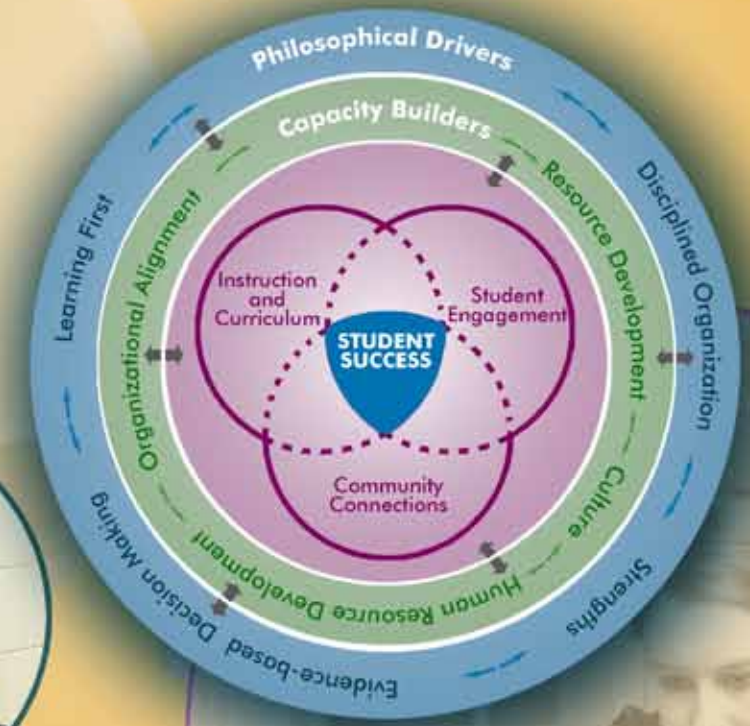 Philosophical Drivers
Capacity Builders
Learning First
Organizational Alignment
Resource Development
Disciplined Organization
Instruction
and
Curriculum
Student
Engagement
STUDENT
SUCCESS
Community
Connections
Culture
Strengths
Human Resource Development
Evidence-based Decision Making